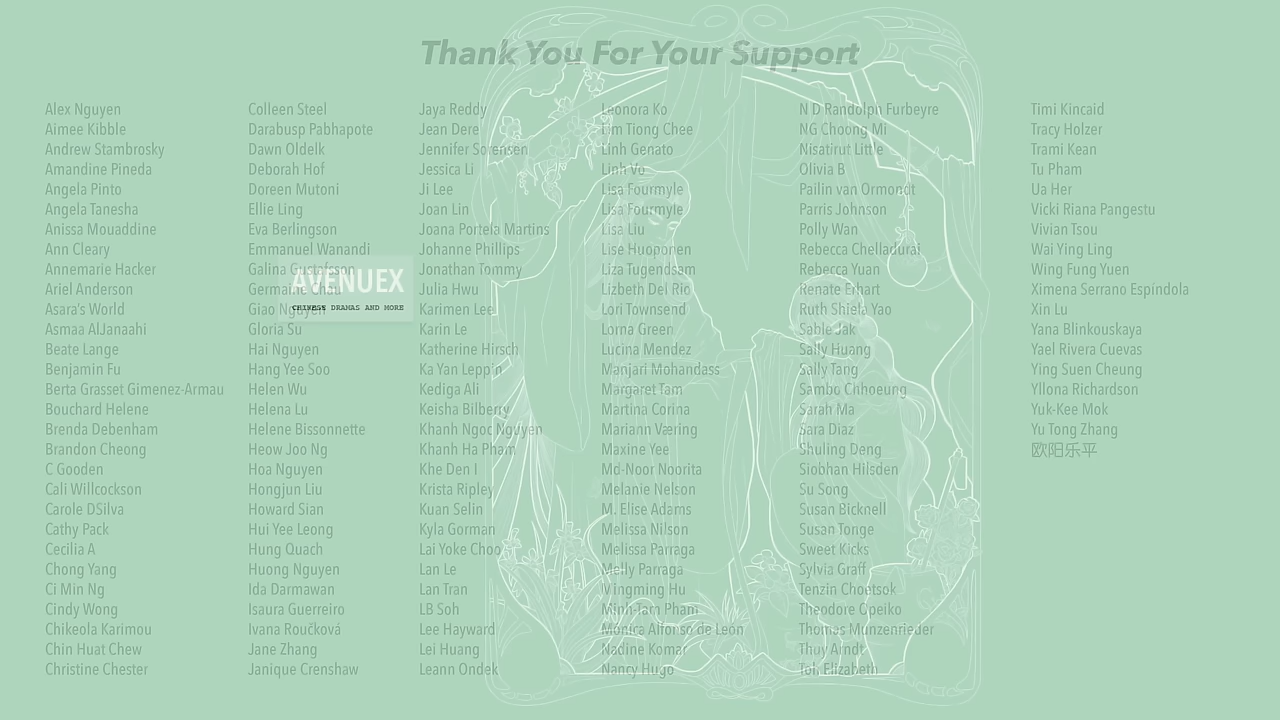 Thank You For Your Support
Alex Nguyen
Aimee Kibble
Andrew Stambrosky
Amandine Pineda
Angela Pinto
Angela Tanesha
Anissa Mouaddine
Ann Cleary
Annemarie Hacker
Ariel Anderson
Asara's World
Asmaa AlJanaahi
Beate Lange
Benjamin Fu
Berta Grasset Gimenez-Armau
Bouchard Helene
Brenda Debenham
Brandon Cheong
C Gooden
Cali Willcockson
Carole DSilva
Cathy Pack
Cecilia A
Chong Yang
Ci Min Ng
Cindy Wong
Chikeola Karimou
Chin Huat Chew
Christine Chester
Colleen Steel
Darabusp Pabhapote
Dawn Oldelk
Deborah Hof
Doreen Mutoni
Ellie Ling
Eva Berlingson
Emmanuel Wanandi
Galina
Germaine
Giao Nguyen
Gloria Su
Hai Nguyen
Hang Yee Soo
Helen Wu
Helena Lu
Helene Bissonnette
Heow Joo Ng
Hoa Nguyen
Hongjun Liu
Howard Sian
Hui Yee Leong
Hung Quach
Huong Nguyen
Ida Darmawan
Isaura Guerreiro
Ivana Roučková
Jane Zhang
Janique Crenshaw
AVENUEX
CHINESE DRAMAS AND MORE
Jaya Reddy
Jean Dere
Jennifer Sorensen
Jessica Li
Ji Lee
Joan Lin
Joana Portela Martins
Johanne Phillips
Jonathan Tommy
Julia Hwu
Karimen Lee
Karin Le
Katherine Hirsch
Ka Yan Leppin
Kediga Ali
Keisha Bilberry
Khanh Ngoc Nguyen
Khanh Ha Pham
Khe Den I
Krista Ripley
Kuan Selin
Kyla Gorman
Lai Yoke Choo
Lan Le
Lan Tran
LB Soh
Lee Hayward
Lei Huang
Leann Ondek
Leonora Ko
Lim Tiong Chee
Linh Genato
Linh Vo
Lisa Fourmyle
Lisa Fourmyle
Lisa Liu
Lise Huoponen
Liza Tugendsam
Lizbeth Del Rio
Lori Townsend
Lorna Green
Lucina Mendez
Manjari Mohandass
Margaret Tam
Martina Corina
Mariann Væring
Maxine Yee
Md-Noor Noorita
Melanie Nelson
M. Elise Adams
Melissa Nilson
Melissa Parraga
Melly Parraga
Mingming Hu
Minh-Tam Pham
Mónica Alfonso de León
Nadine Komar
Nancy Hugo
N D Randolph Furbeyre
NG Choong Mi
Nisatirut Little
Olivia B
Pailin van Ormondt
Parris Johnson
Polly Wan
Rebecca Chelladurai
Rebecca Yuan
Renate Erhart
Ruth Shiela Yao
Sable Jak
Sally Huang
Sally Tang
Sambo Chhoeung
Sarah Ma
Sara Diaz
Shuling Deng
Siobhan Hilsden
Su Song
Susan Bicknell
Susan Tonge
Sweet Kicks
Sylvia Graff
Tenzin Choetsok
Theodore Opeiko
Thomas Munzenrieder
Thuy Arndt
Toh Elizabeth
Timi Kincaid
Tracy Holzer
Trami Kean
Tu Pham
Ua Her
Vicki Riana Pangestu
Vivian Tsou
Wai Ying Ling
Wing Fung Yuen
Ximena Serrano Espíndola
Xin Lu
Yana Blinkouskaya
Yael Rivera Cuevas
Ying Suen Cheung
Yllona Richardson
Yuk-Kee Mok
Yu Tong Zhang
欧阳乐平